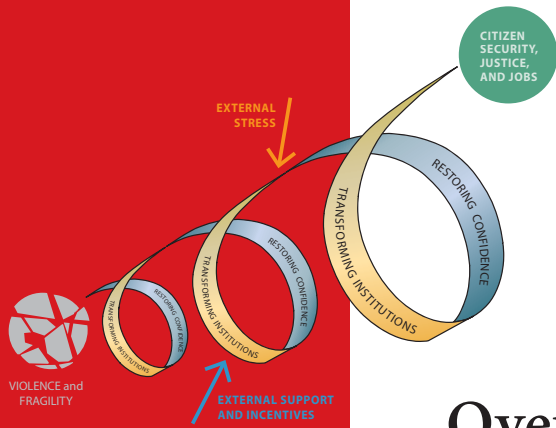 CITIZEN
SECURITY,
JUSTICE,
AND JOBS
EXTERNAL
STRESS
RESTORING CONFIDENCE
TRANSFORMING INSTITUTIONS
RESTORING CONFIDENCE
TRANSFORMING INSTITUTIONS
RESTORING CONFIDENCE
TRANSFORMING INSTITUTIONS
VIOLENCE and
FRAGILITY
EXTERNAL SUPPORT
AND INCENTIVES